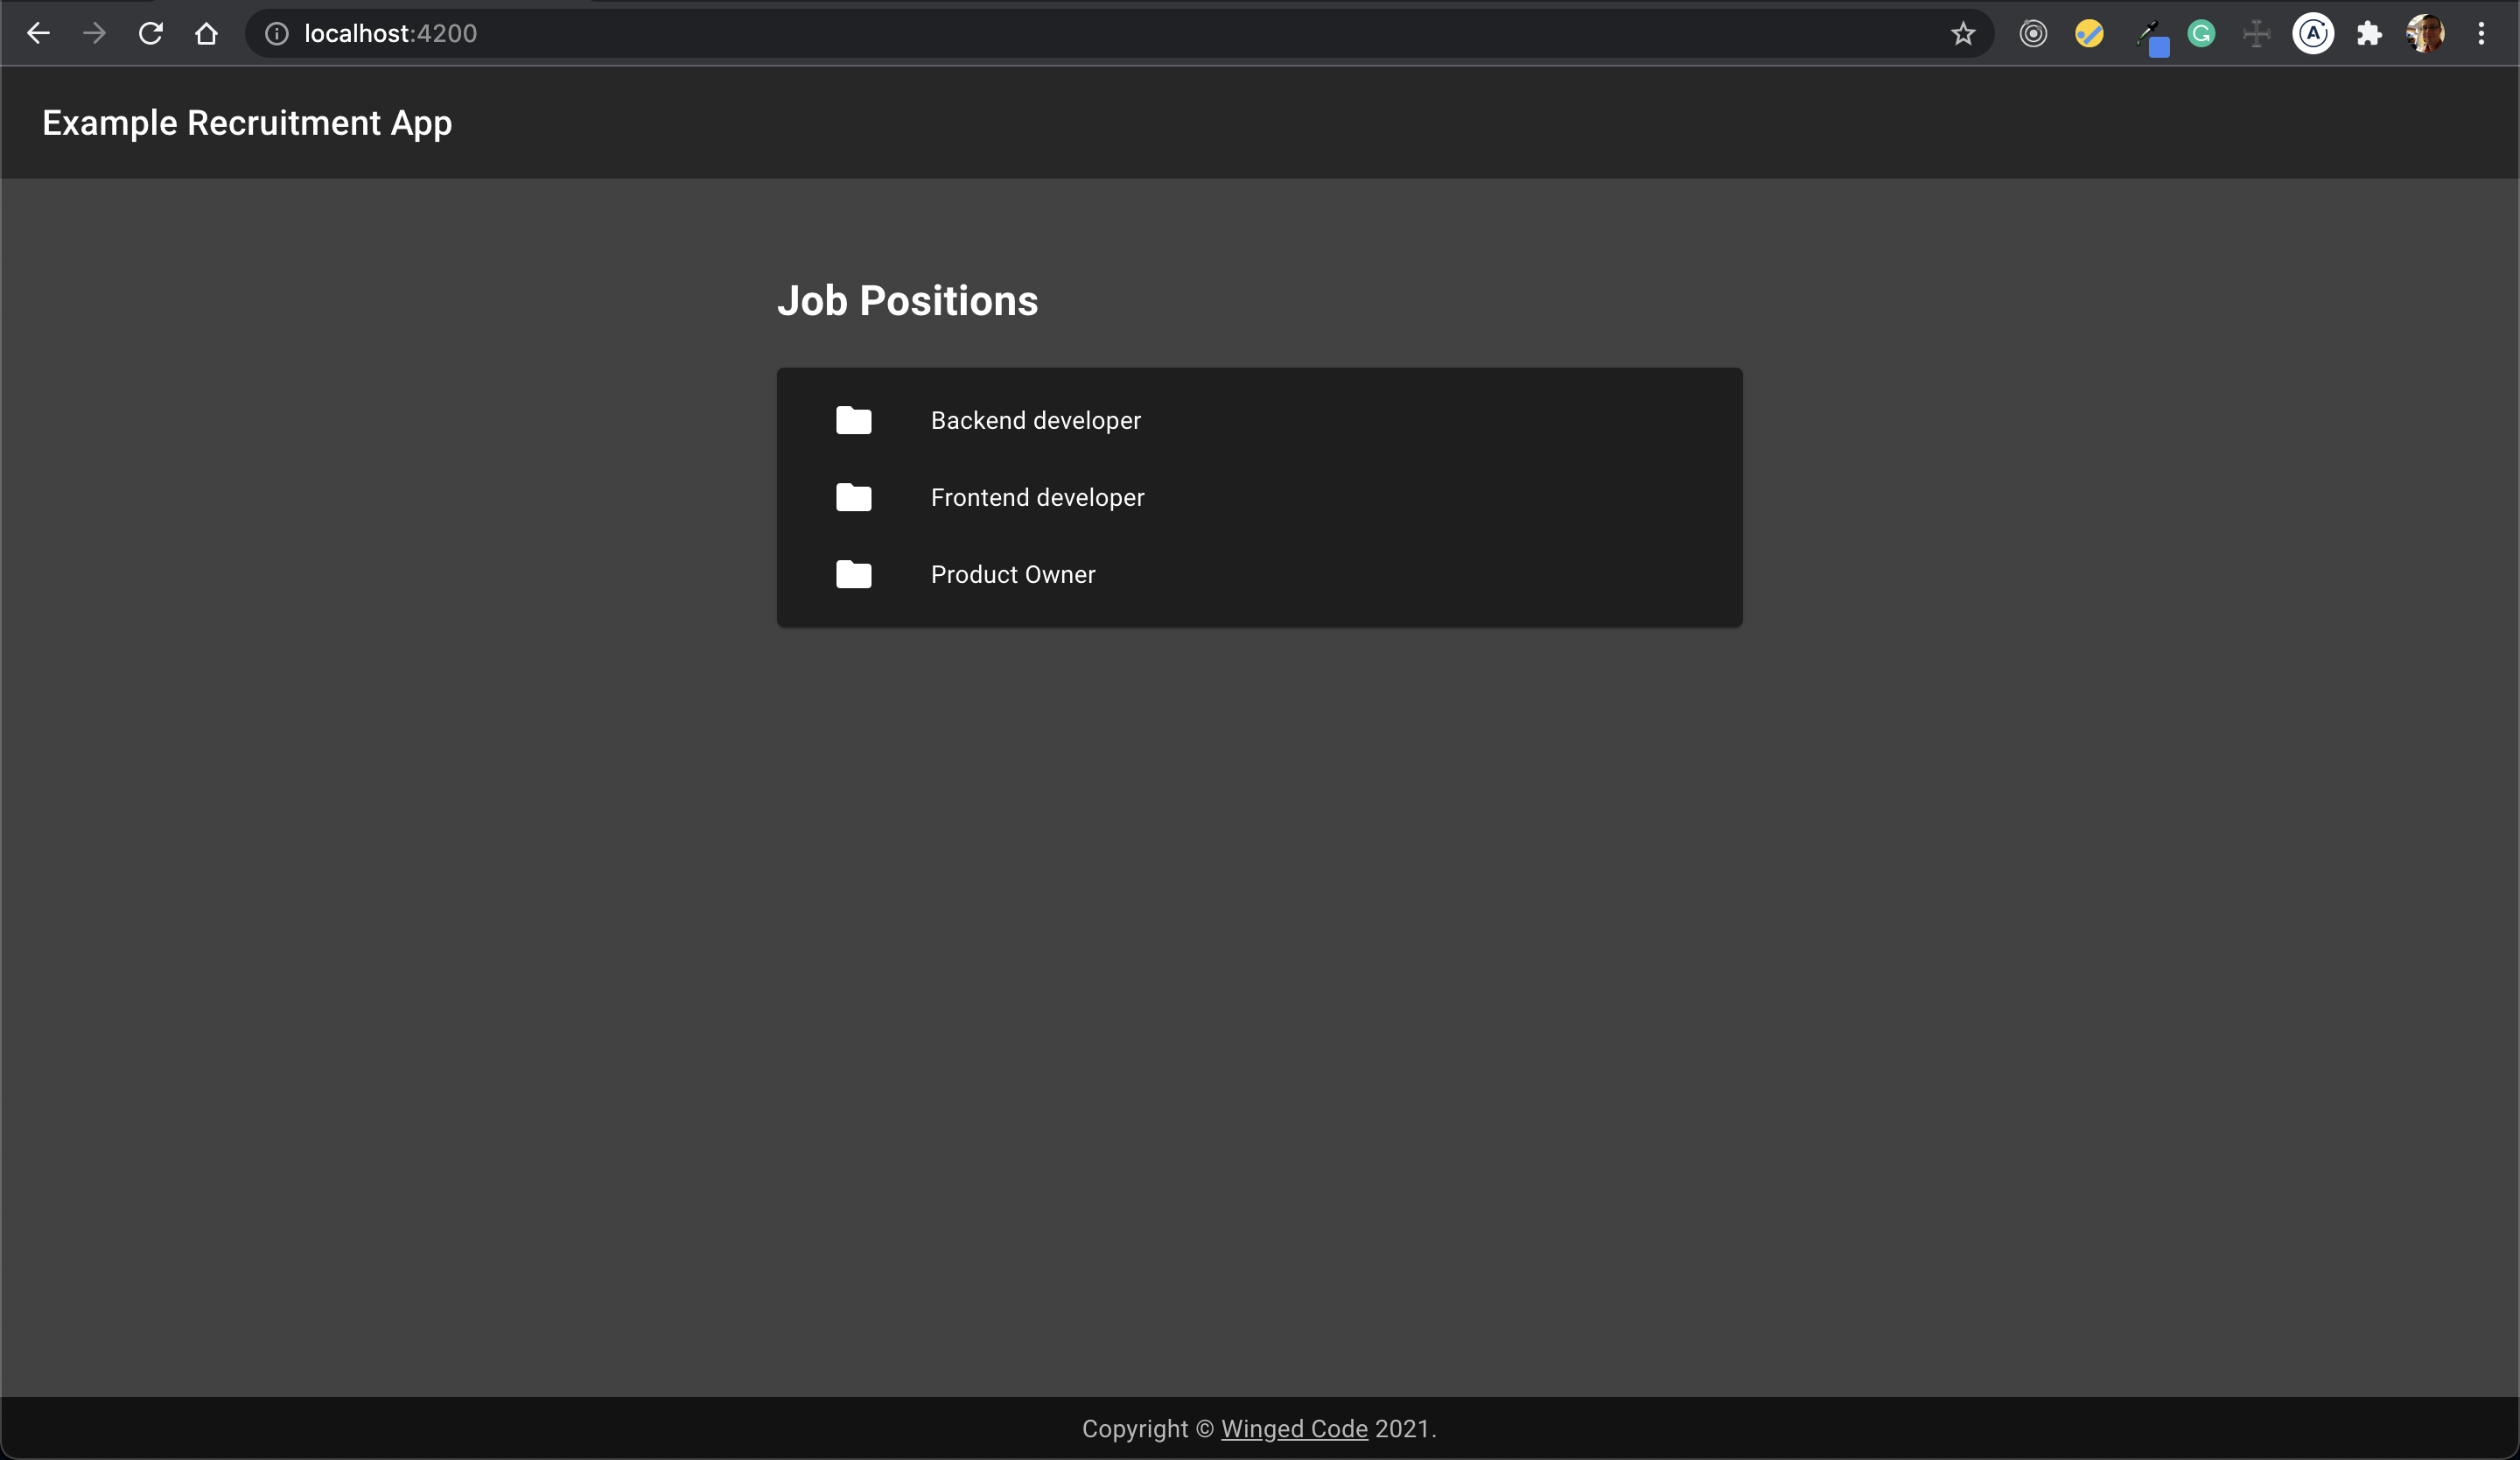 localhost:4200
Example Recruitment App
Job Positions
Backend developer
Frontend developer
Product Owner
Copyright © Winged Code 2021.